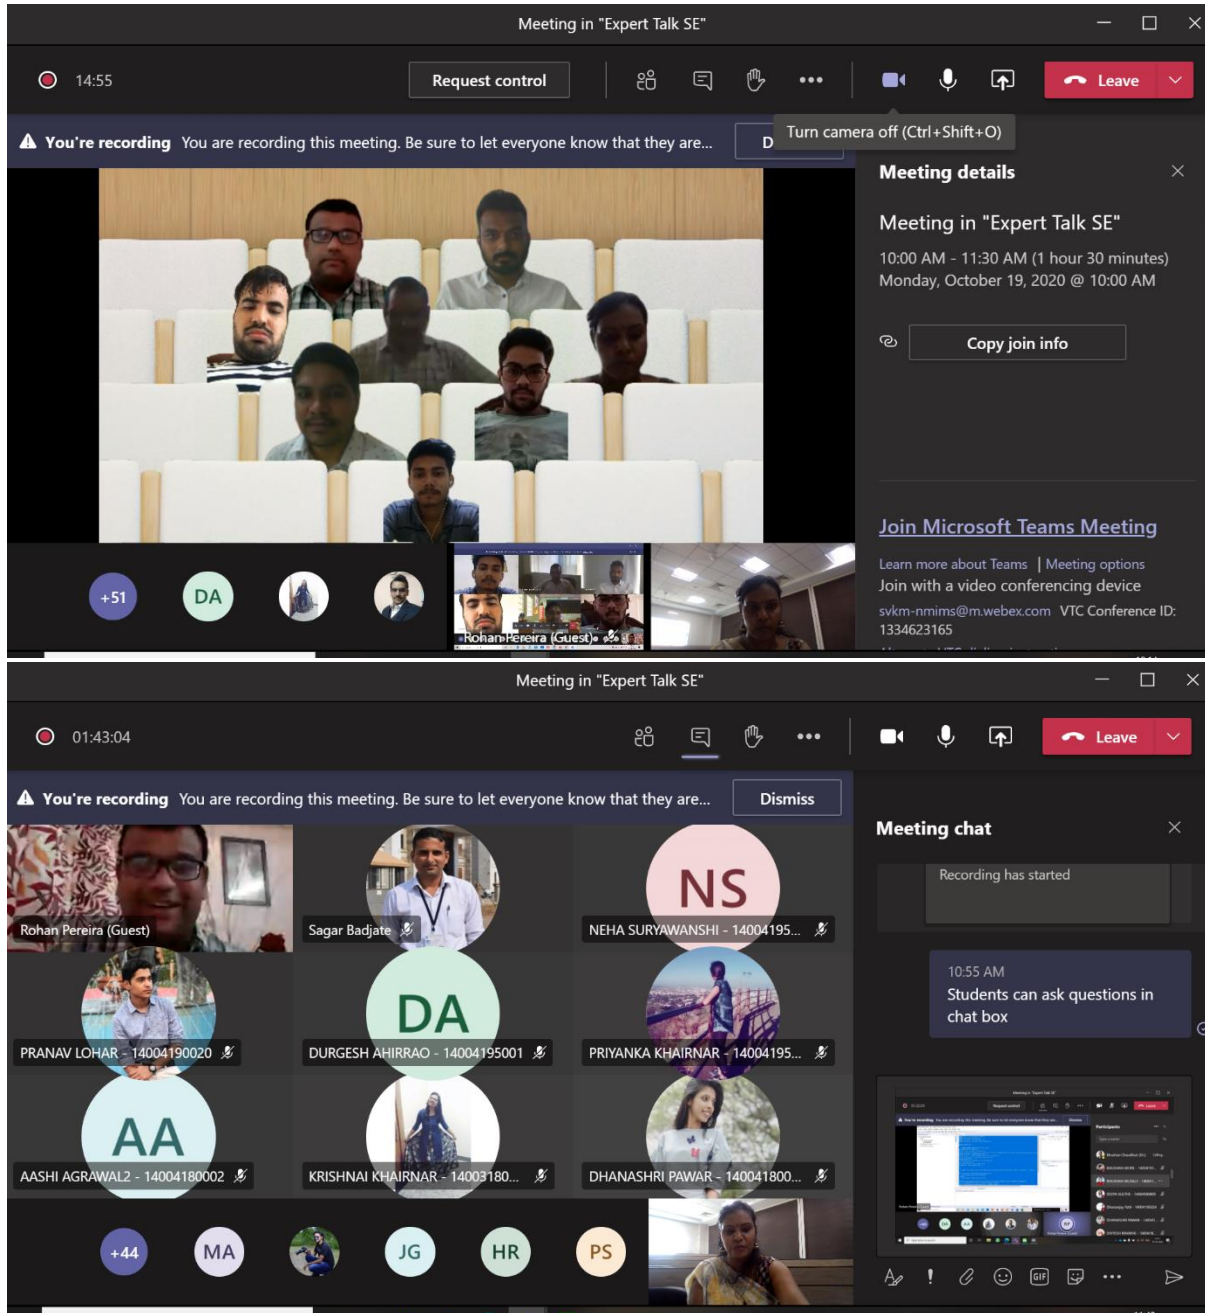 Meeting in "Expert Talk SE"
14:55
Request control
Leave
You're recording You are recording this meeting. Be sure to let everyone know that they are...
D
Turn camera off (Ctrl+Shift+O)
Meeting details
Meeting in "Expert Talk SE"
10:00 AM - 11:30 AM (1 hour 30 minutes)
Monday, October 19, 2020 @ 10:00 AM
Copy join info
Join Microsoft Teams Meeting
Learn more about Teams | Meeting options
Join with a video conferencing device
svkm-nmims@m.webex.com VTC Conference ID:
1334623165
+51
DA
Rohan Pereira (Guest)
Meeting in "Expert Talk SE"
01:43:04
Leave
You're recording You are recording this meeting. Be sure to let everyone know that they are...
Dismiss
Meeting chat
Recording has started
10:55 AM
Students can ask questions in
chat box
Rohan Pereira (Guest)
Sagar Badjate
NS
NEHA SURYAWANSHI - 14004195...
PRANAV LOHAR - 14004190020
DA
DURGESH AHIRRAO - 14004195001
PRIYANKA KHAIRNAR - 14004195...
AA
AASHI AGRAWAL2 - 14004180002
KRISHNAI KHAIRNAR - 14003180...
DHANASHRI PAWAR - 140041800...
+44
MA
JG
HR
PS
Request control
Leave
Dismiss
Participants
GIF